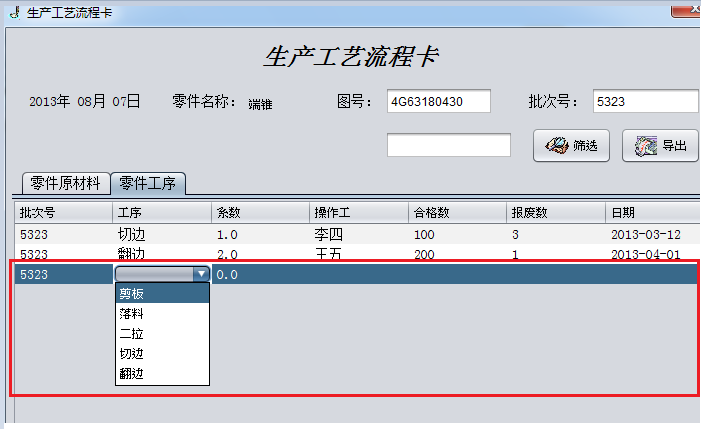 生产工艺流程卡
生产工艺流程卡
2013年 08月 07日 零件名称： 端锥 图号： 4G63180430 批次号： 5323
筛选 导出
零件原材料 零件工序
批次号 工序 条数 操作工 合格数 报废数 日期
5323 切边 1.0 李四 100 3 2013-03-12
5323 翻边 2.0 王五 200 1 2013-04-01
5323 0.0
剪板
落料
二拉
切边
翻边